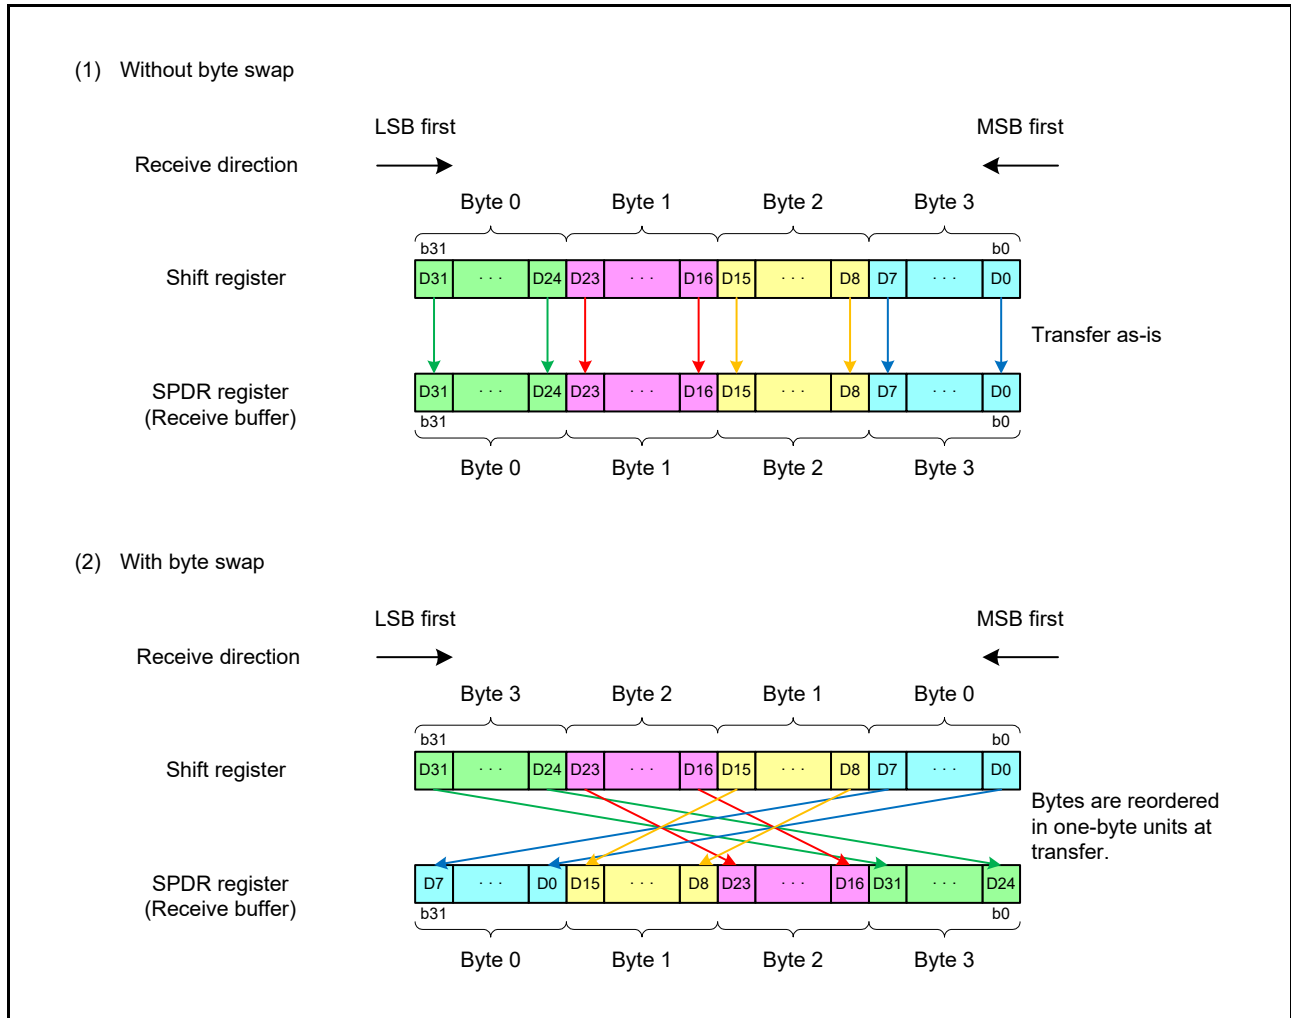 (1) Without byte swap
LSB first MSB first
Receive direction
Byte 0 Byte 1 Byte 2 Byte 3
b31 b0
Shift register D31 · · · D24 D23 · · · D16 D15 · · · D8 D7 · · · D0
Transfer as-is
SPDR register
(Receive buffer)
D31 · · · D24 D23 · · · D16 D15 · · · D8 D7 · · · D0
b31 b0
Byte 0 Byte 1 Byte 2 Byte 3
(2) With byte swap
LSB first MSB first
Receive direction
Byte 3 Byte 2 Byte 1 Byte 0
b31 b0
Shift register D31 · · · D24 D23 · · · D16 D15 · · · D8 D7 · · · D0
Bytes are reordered
in one-byte units at
transfer.
SPDR register
(Receive buffer)
D7 · · · D0 D15 · · · D8 D23 · · · D16 D31 · · · D24
b31 b0
Byte 0 Byte 1 Byte 2 Byte 3